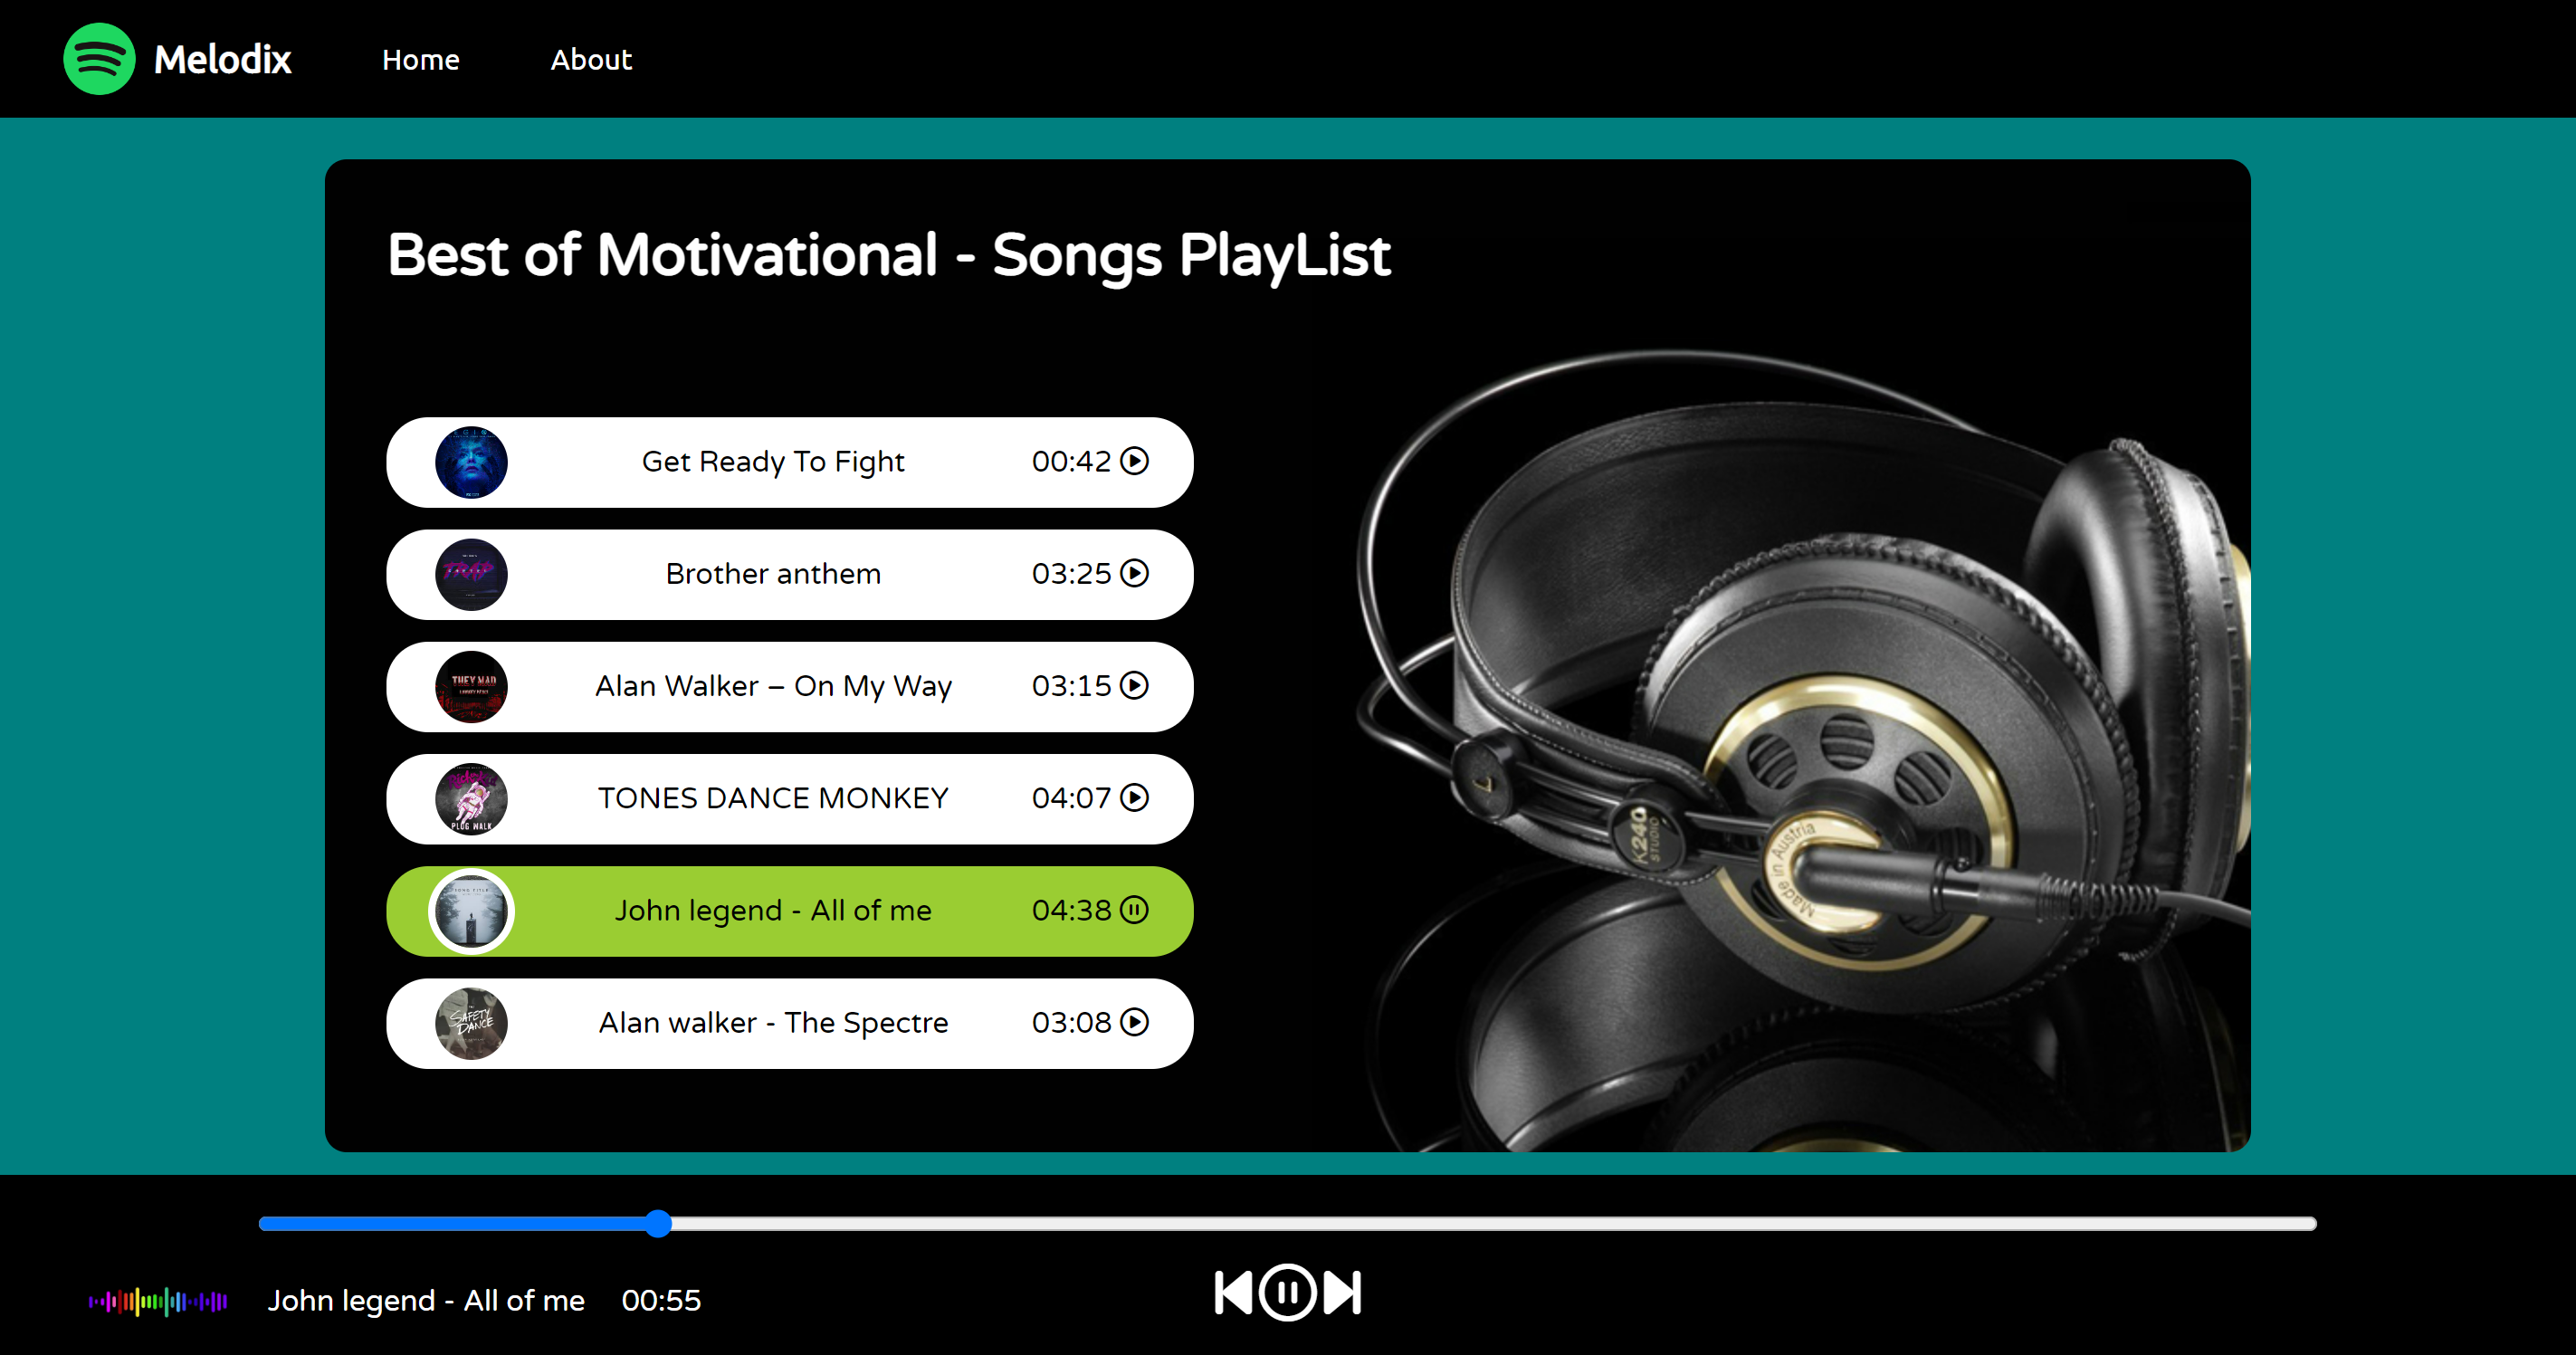 Melodix Home About
Best of Motivational - Songs PlayList
Get Ready To Fight 00:42
TRAP
Brother anthem 03:25
THEY MAD
Alan Walker – On My Way 03:15
PLUG WALK
TONES DANCE MONKEY 04:07
John legend - All of me 04:38
SAFETY
DANCE
Alan walker - The Spectre 03:08
L
K240
STUDIO
Made in Austria
John legend - All of me 00:55